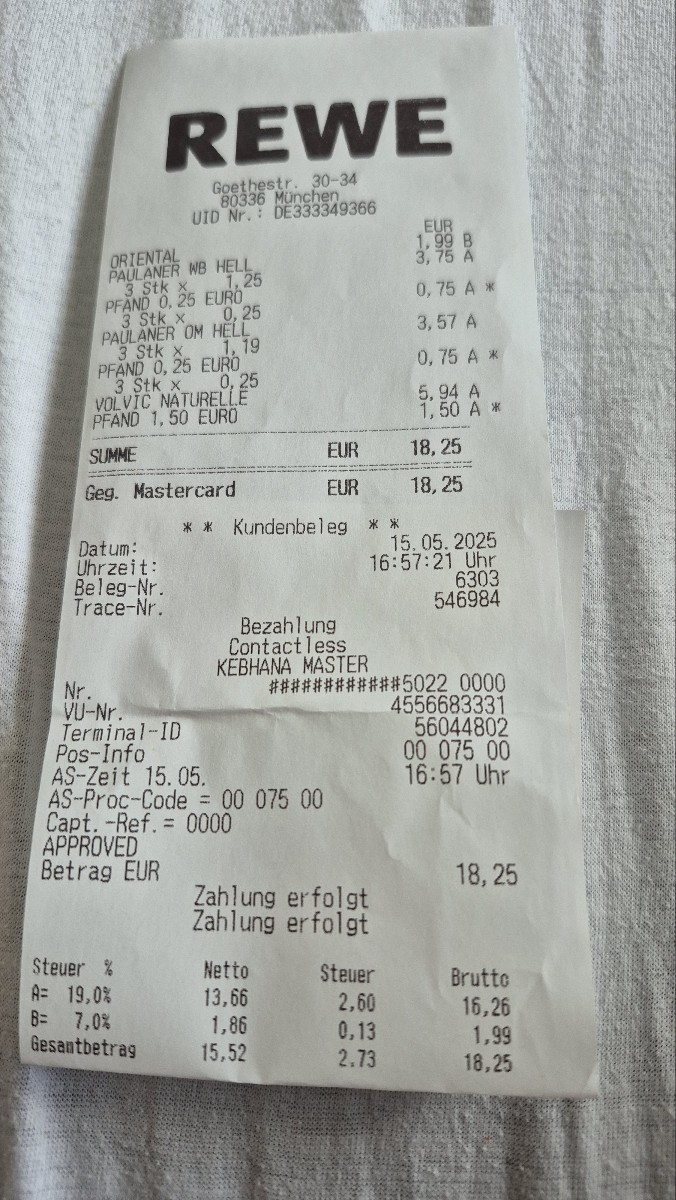 REWE
Goethestr. 30-34
80336 München
UID Nr.: DE333349366
EUR
ORIENTAL 1,99 B
PAULANER WB HELL 3,75 A
3 Stk x 1,25
PFAND 0,25 EURO 0,75 A *
3 Stk x 0,25
PAULANER OM HELL 3,57 A
3 Stk x 1,19
PFAND 0,25 EURO 0,75 A *
3 Stk x 0,25
VOLVIC NATURELLE 5,94 A
PFAND 1,50 EURO 1,50 A *
SUMME EUR 18,25
Geg. Mastercard EUR 18,25
* * Kundenbeleg * *
Datum: 15.05.2025
Uhrzeit: 16:57:21 Uhr
Beleg-Nr. 6303
Trace-Nr. 546984
Bezahlung
Contactless
KEBHANA MASTER
Nr. ############5022 0000
VU-Nr. 4556683331
Terminal-ID 56044802
Pos-Info 00 075 00
AS-Zeit 15.05. 16:57 Uhr
AS-Proc-Code = 00 075 00
Capt.-Ref.= 0000
APPROVED
Betrag EUR 18,25
Zahlung erfolgt
Zahlung erfolgt
Steuer % Netto Steuer Brutto
A= 19,0% 13,66 2,60 16,26
B= 7,0% 1,86 0,13 1,99
Gesamtbetrag 15,52 2,73 18,25